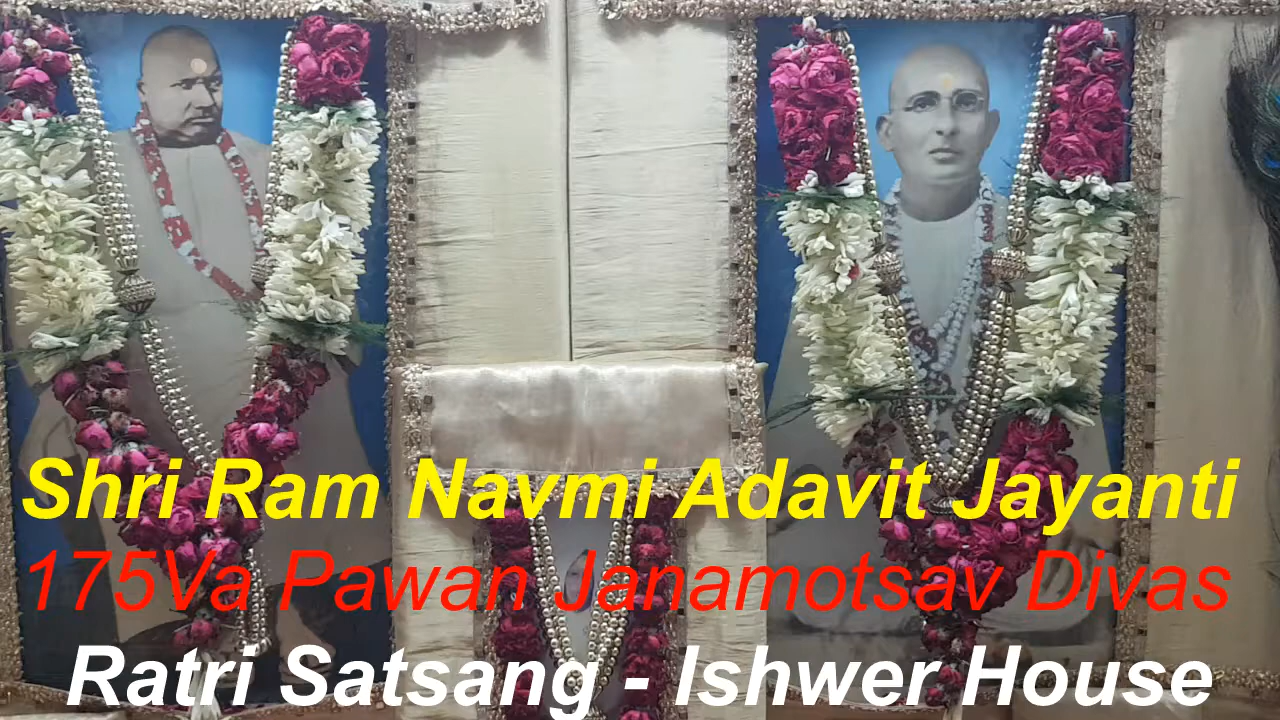 Shri Ram Navmi Adavit Jayanti
175Va Pawan Janamotsav Divas
Ratri Satsang - Ishwer House